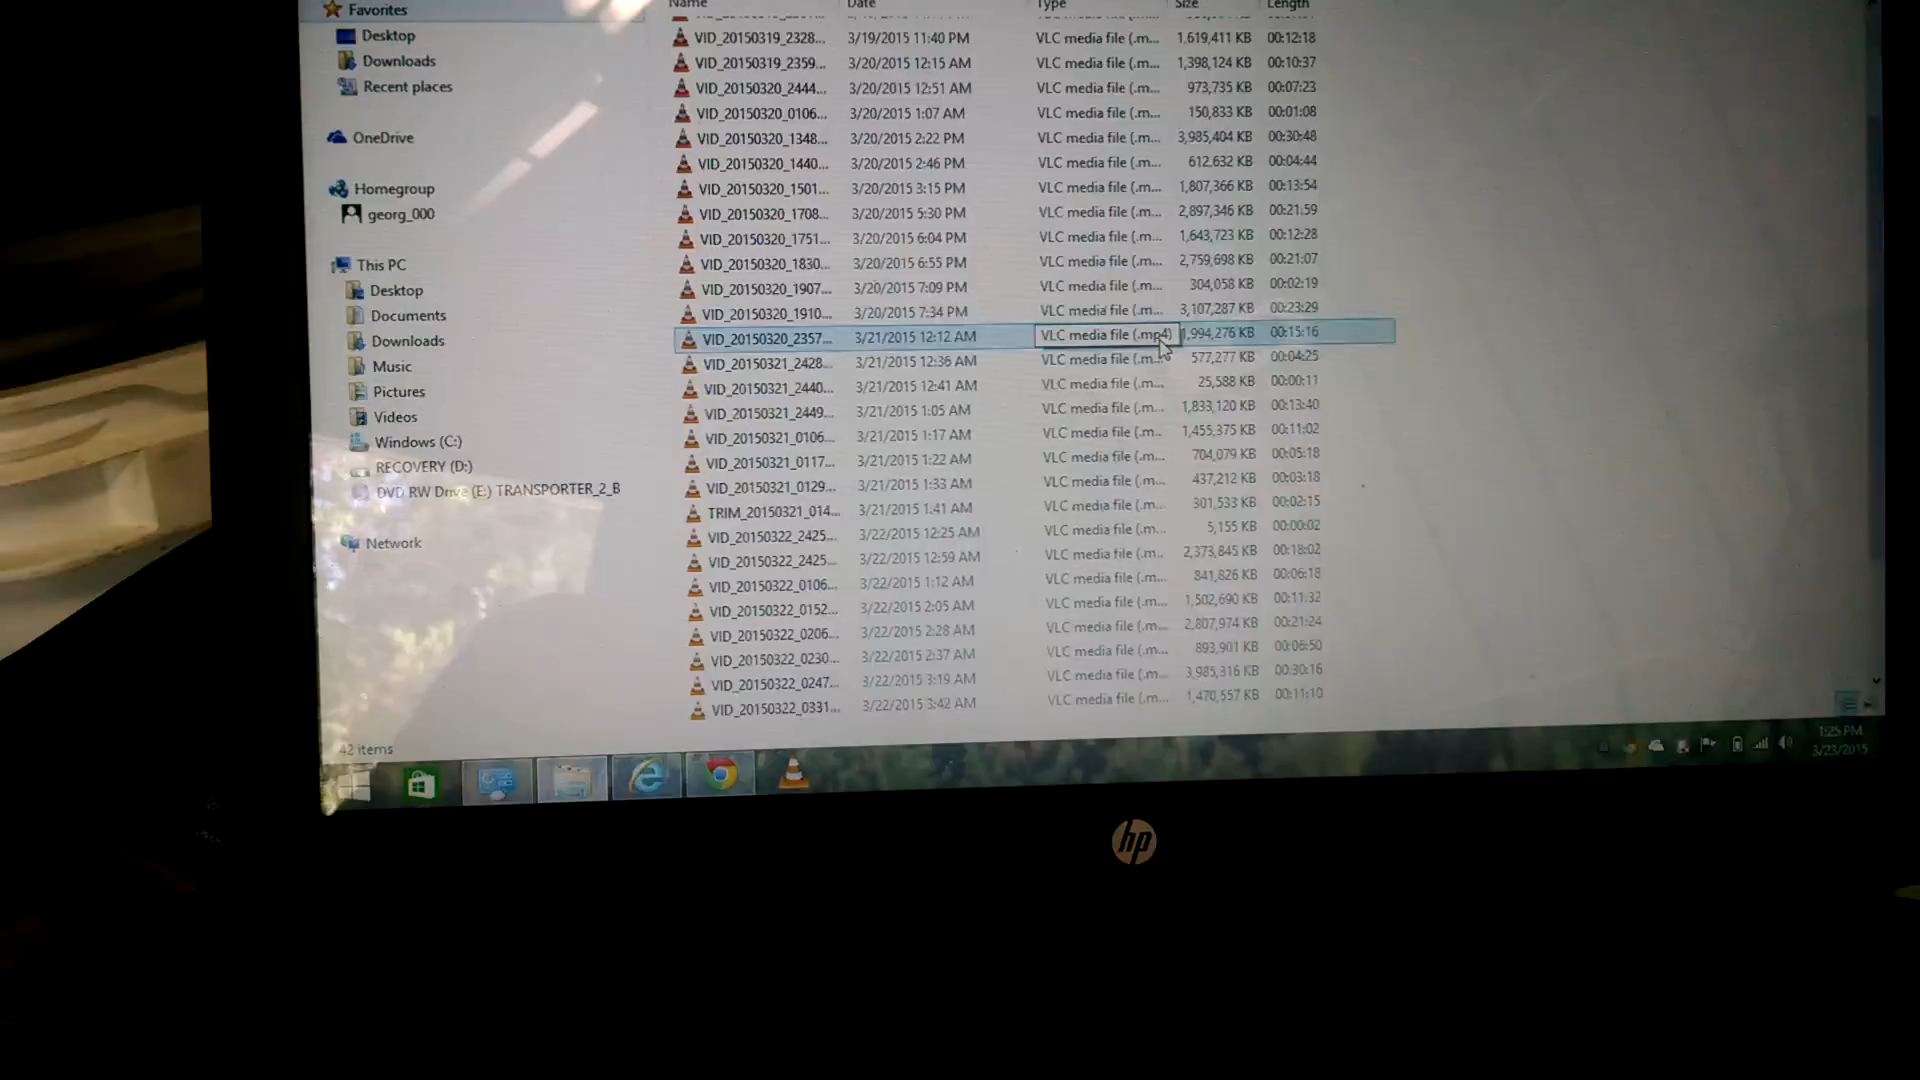 Favorites
Desktop
Downloads
Recent places
OneDrive
Homegroup
georg_000
This PC
Desktop
Documents
Downloads
Music
Pictures
Videos
Windows (C:)
RECOVERY (D:)
DVD RW Drive (E:) TRANSPORTER_2_B
Network
Name Date Type Size Length
VID_20150319_2328... 3/19/2015 11:40 PM VLC media file (.m... 1,619,411 KB 00:12:18
VID_20150319_2359... 3/20/2015 12:15 AM VLC media file (.m... 1,398,124 KB 00:10:37
VID_20150320_2444... 3/20/2015 12:51 AM VLC media file (.m... 973,735 KB 00:07:23
VID_20150320_0106... 3/20/2015 1:07 AM VLC media file (.m... 150,833 KB 00:01:08
VID_20150320_1348... 3/20/2015 2:22 PM VLC media file (.m... 3,985,404 KB 00:30:48
VID_20150320_1440... 3/20/2015 2:46 PM VLC media file (.m... 612,632 KB 00:04:44
VID_20150320_1501... 3/20/2015 3:15 PM VLC media file (.m... 1,807,366 KB 00:13:54
VID_20150320_1708... 3/20/2015 5:30 PM VLC media file (.m... 2,897,346 KB 00:21:59
VID_20150320_1751... 3/20/2015 6:04 PM VLC media file (.m... 1,643,723 KB 00:12:28
VID_20150320_1830... 3/20/2015 6:55 PM VLC media file (.m... 2,759,698 KB 00:21:07
VID_20150320_1907... 3/20/2015 7:09 PM VLC media file (.m... 304,058 KB 00:02:19
VID_20150320_1910... 3/20/2015 7:34 PM VLC media file (.m... 3,107,287 KB 00:23:29
VID_20150320_2357... 3/21/2015 12:12 AM VLC media file (.mp4) 1,994,276 KB 00:15:16
VID_20150321_2428... 3/21/2015 12:36 AM VLC media file (.m... 577,277 KB 00:04:25
VID_20150321_2440... 3/21/2015 12:41 AM VLC media file (.m... 25,588 KB 00:00:11
VID_20150321_2449... 3/21/2015 1:05 AM VLC media file (.m... 1,833,120 KB 00:13:40
VID_20150321_0106... 3/21/2015 1:17 AM VLC media file (.m... 1,455,375 KB 00:11:02
VID_20150321_0117... 3/21/2015 1:22 AM VLC media file (.m... 704,079 KB 00:05:18
VID_20150321_0129... 3/21/2015 1:33 AM VLC media file (.m... 437,212 KB 00:03:18
TRIM_20150321_014... 3/21/2015 1:41 AM VLC media file (.m... 301,533 KB 00:02:15
VID_20150322_2425... 3/22/2015 12:25 AM VLC media file (.m... 5,155 KB 00:00:02
VID_20150322_2425... 3/22/2015 12:59 AM VLC media file (.m... 2,373,845 KB 00:18:02
VID_20150322_0106... 3/22/2015 1:12 AM VLC media file (.m... 841,826 KB 00:06:18
VID_20150322_0152... 3/22/2015 2:05 AM VLC media file (.m... 1,502,690 KB 00:11:32
VID_20150322_0206... 3/22/2015 2:28 AM VLC media file (.m... 2,807,974 KB 00:21:24
VID_20150322_0230... 3/22/2015 2:37 AM VLC media file (.m... 893,901 KB 00:06:50
VID_20150322_0247... 3/22/2015 3:19 AM VLC media file (.m... 3,985,316 KB 00:30:16
VID_20150322_0331... 3/22/2015 3:42 AM VLC media file (.m... 1,470,557 KB 00:11:10
42 items
1:25 PM
3/23/2015
hp